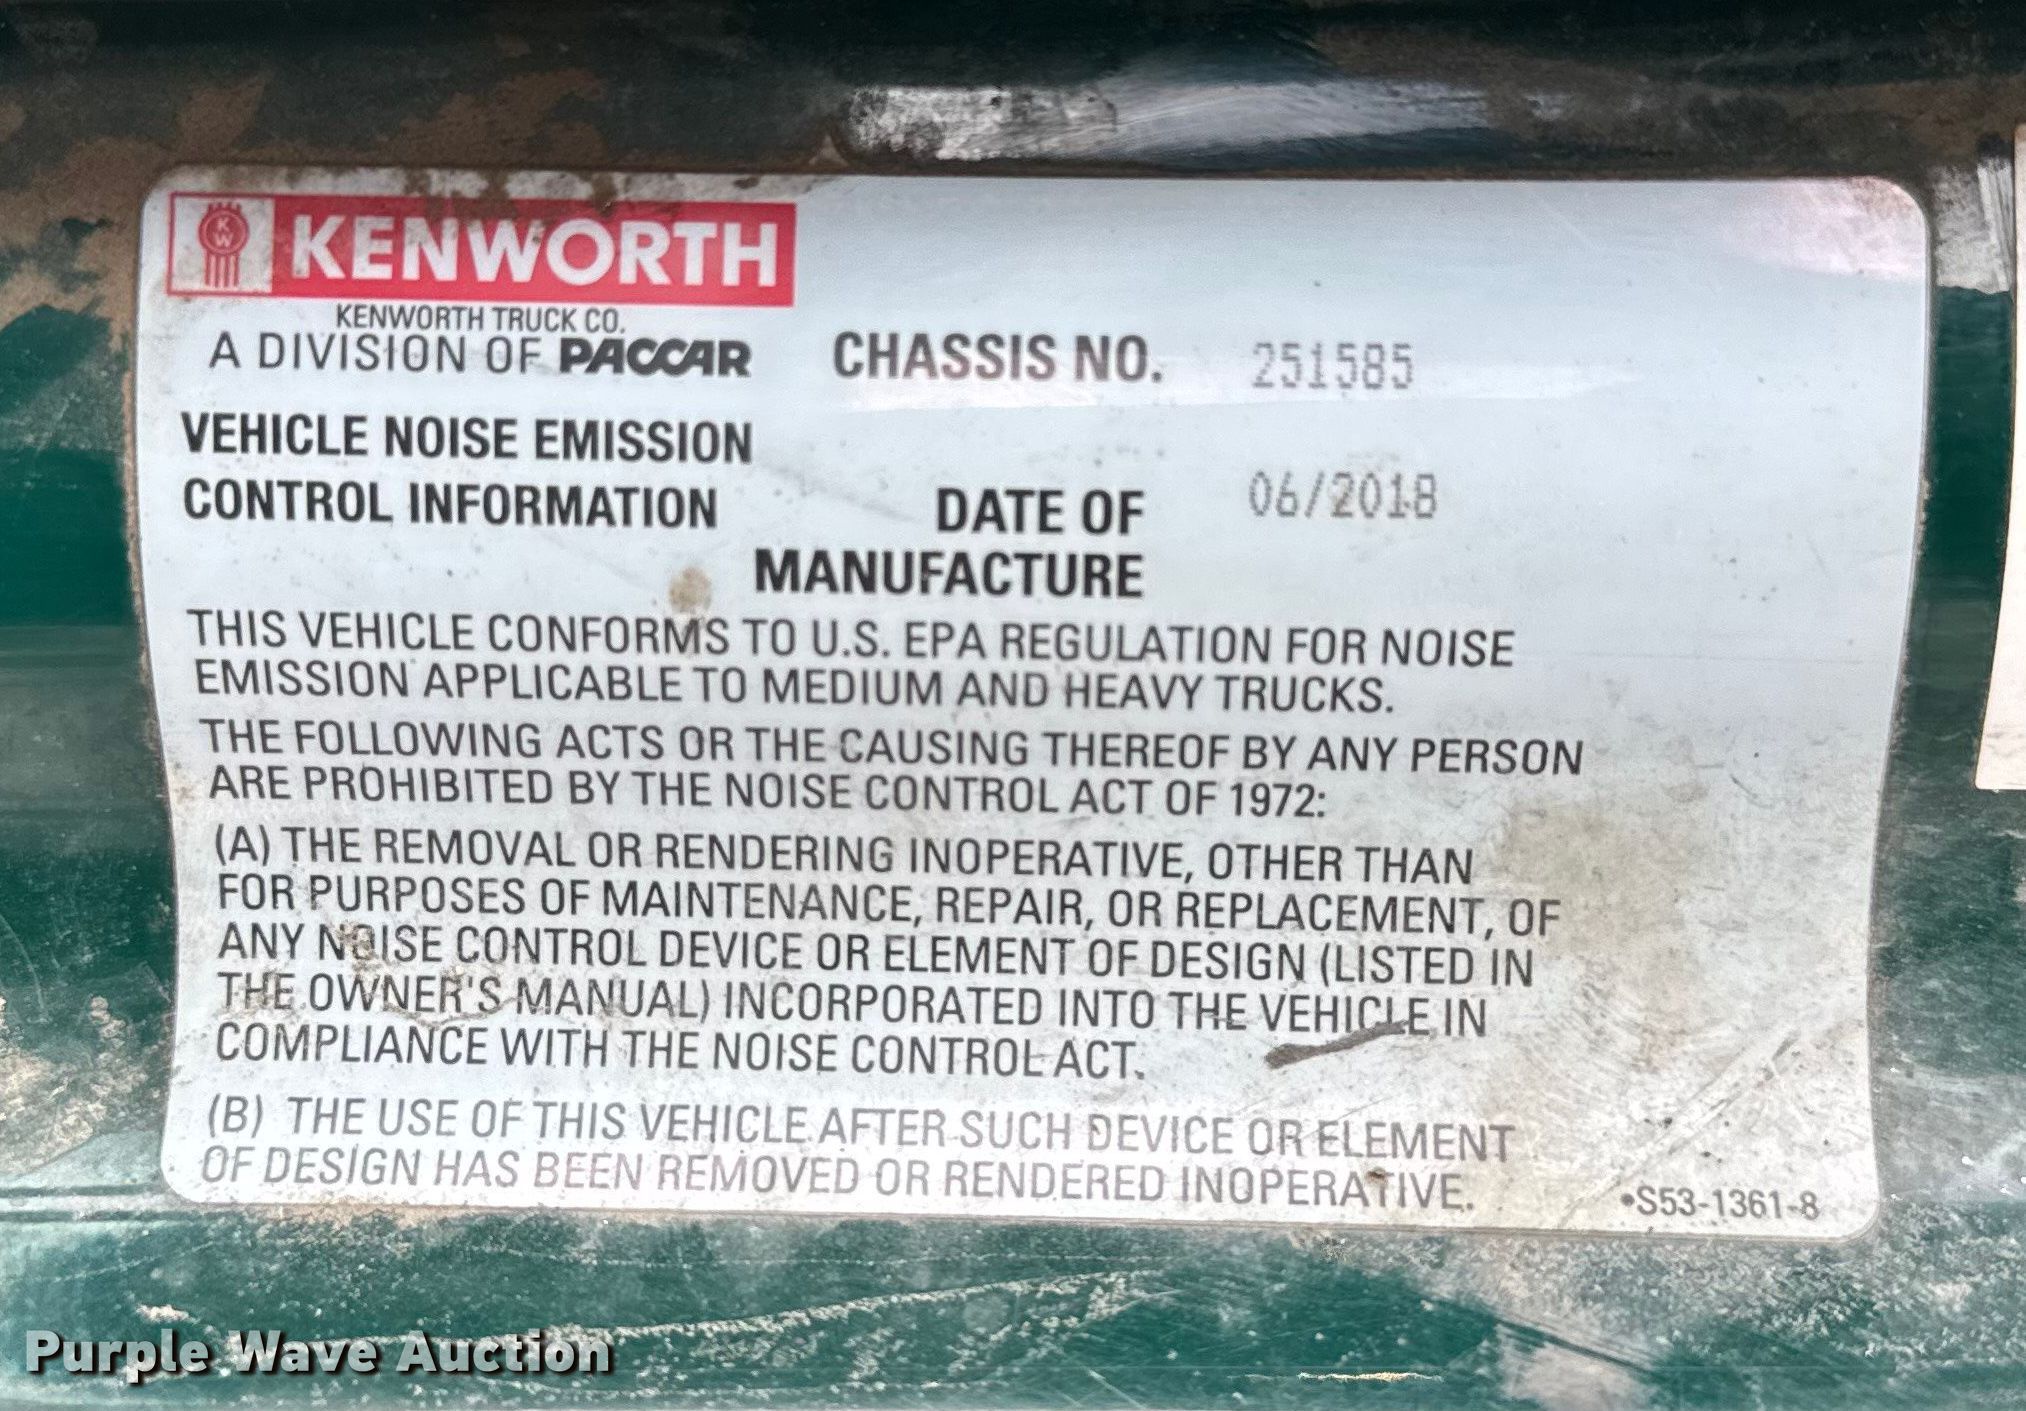 KW
KENWORTH
KENWORTH TRUCK CO.
A DIVISION OF PACCAR
CHASSIS NO. 251585
VEHICLE NOISE EMISSION
CONTROL INFORMATION
DATE OF
MANUFACTURE
06/2018
THIS VEHICLE CONFORMS TO U.S. EPA REGULATION FOR NOISE
EMISSION APPLICABLE TO MEDIUM AND HEAVY TRUCKS.
THE FOLLOWING ACTS OR THE CAUSING THEREOF BY ANY PERSON
ARE PROHIBITED BY THE NOISE CONTROL ACT OF 1972:
(A) THE REMOVAL OR RENDERING INOPERATIVE, OTHER THAN
FOR PURPOSES OF MAINTENANCE, REPAIR, OR REPLACEMENT, OF
ANY NOISE CONTROL DEVICE OR ELEMENT OF DESIGN (LISTED IN
THE OWNER'S MANUAL) INCORPORATED INTO THE VEHICLE IN
COMPLIANCE WITH THE NOISE CONTROL ACT.
(B) THE USE OF THIS VEHICLE AFTER SUCH DEVICE OR ELEMENT
OF DESIGN HAS BEEN REMOVED OR RENDERED INOPERATIVE.
•S53-1361-8
Purple Wave Auction